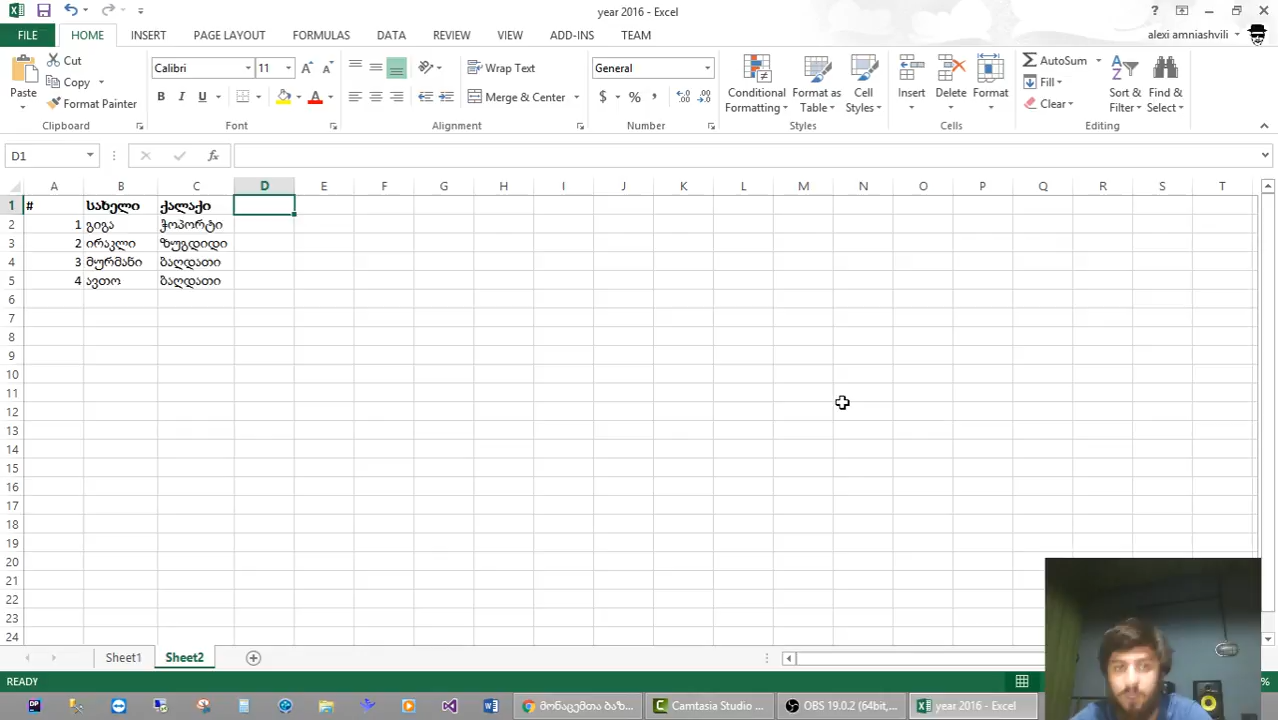 year 2016 - Excel
FILE HOME INSERT PAGE LAYOUT FORMULAS DATA REVIEW VIEW ADD-INS TEAM alexi amniashvili
Paste Cut Copy Format Painter Clipboard
Calibri 11 B I U Font
Wrap Text Merge & Center Alignment
General $ % , Number
Conditional Formatting Format as Table Cell Styles Styles
Insert Delete Format Cells
AutoSum Fill Clear Sort & Filter Find & Select Editing
D1 fx
A B C D E F G H I J K L M N O P Q R S T
1 # სახელი ქალაქი
2 1 გიგა ჭოპორტი
3 2 ირაკლი ზუგდიდი
4 3 მურმანი ბაღდათი
5 4 ავთო ბაღდათი
6
7
8
9
10
11
12
13
14
15
16
17
18
19
20
21
22
23
24
Sheet1 Sheet2
READY %
მონაცემთა ბაზ... Camtasia Studio ... OBS 19.0.2 (64bit,... year 2016 - Excel